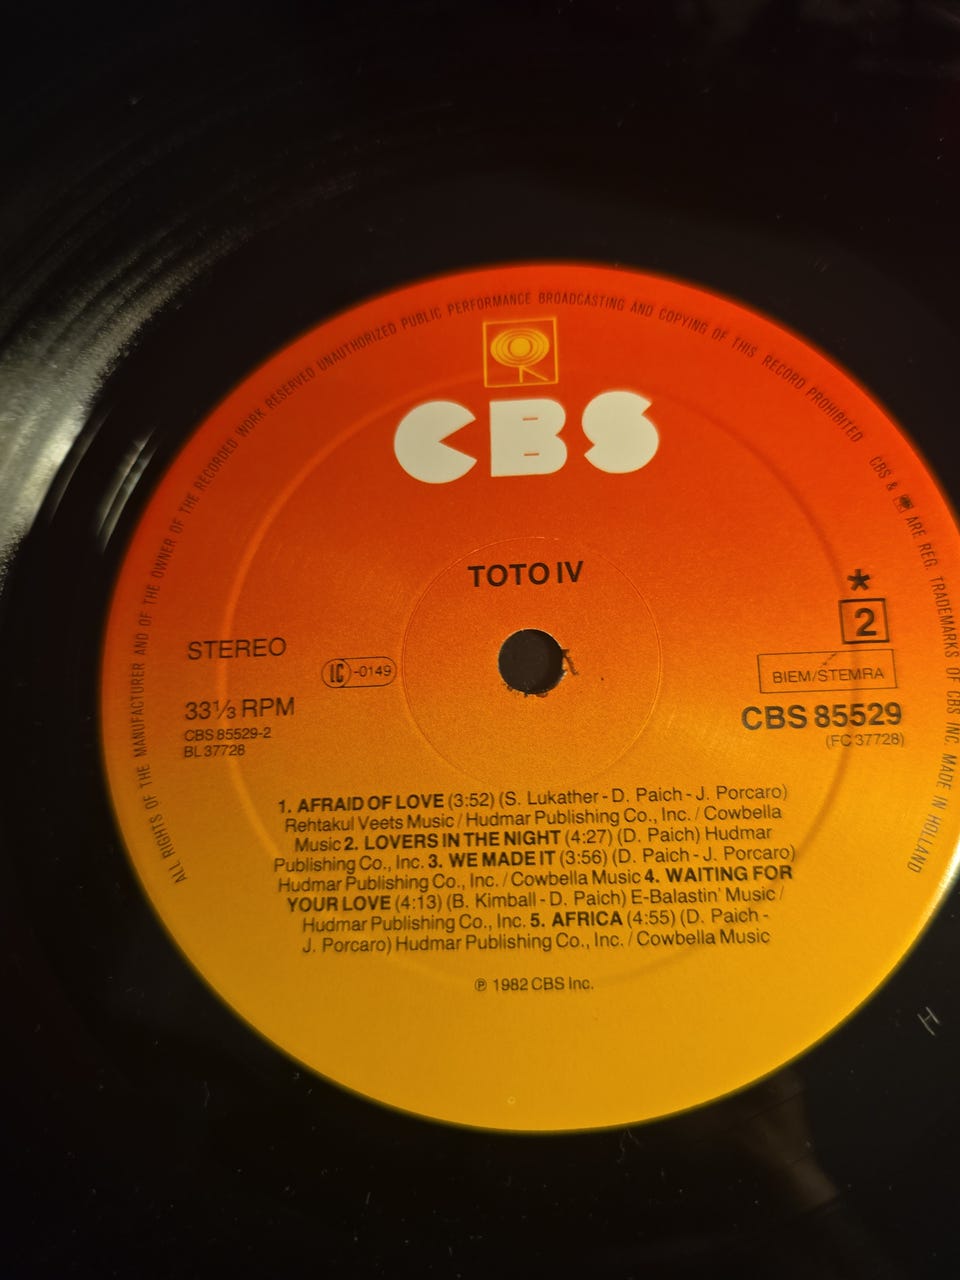 ALL RIGHTS OF THE MANUFACTURER AND OF THE OWNER OF THE RECORDED WORK RESERVED UNAUTHORIZED PUBLIC PERFORMANCE BROADCASTING AND COPYING OF THIS RECORD PROHIBITED CBS & ARE REG. TRADEMARKS OF CBS INC. MADE IN HOLLAND
CBS
TOTO IV
*
2
STEREO
LC -0149
BIEM/STEMRA
33⅓ RPM
CBS 85529
CBS 85529-2
(FC 37728)
BL 37728
1. AFRAID OF LOVE (3:52) (S. Lukather - D. Paich - J. Porcaro)
Rehtakul Veets Music / Hudmar Publishing Co., Inc. / Cowbella
Music 2. LOVERS IN THE NIGHT (4:27) (D. Paich) Hudmar
Publishing Co., Inc. 3. WE MADE IT (3:56) (D. Paich - J. Porcaro)
Hudmar Publishing Co., Inc. / Cowbella Music 4. WAITING FOR
YOUR LOVE (4:13) (B. Kimball - D. Paich) E-Balastin' Music /
Hudmar Publishing Co., Inc. 5. AFRICA (4:55) (D. Paich -
J. Porcaro) Hudmar Publishing Co., Inc. / Cowbella Music
℗ 1982 CBS Inc.
H